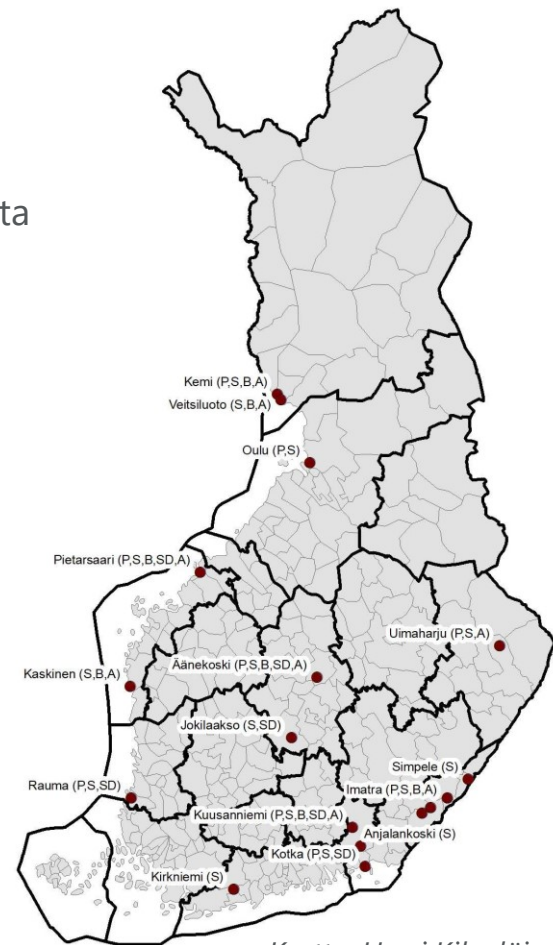 ta
Kemi (P,S,B,A)
Veitsiluoto (S,B,A)
Oulu (P,S)
Pietarsaari (P,S,B,SD,A)
Uimaharju (P,S,A)
Äänekoski (P,S,B,SD,A)
Kaskinen (S,B,A)
Jokilaakso (S,SD)
Simpele (S)
Rauma (P,S,SD)
Imatra (P,S,B,A)
Kuusanniemi (P,S,B,SD,A)
Anjalankoski (S)
Kotka (P,S,SD)
Kirkniemi (S)